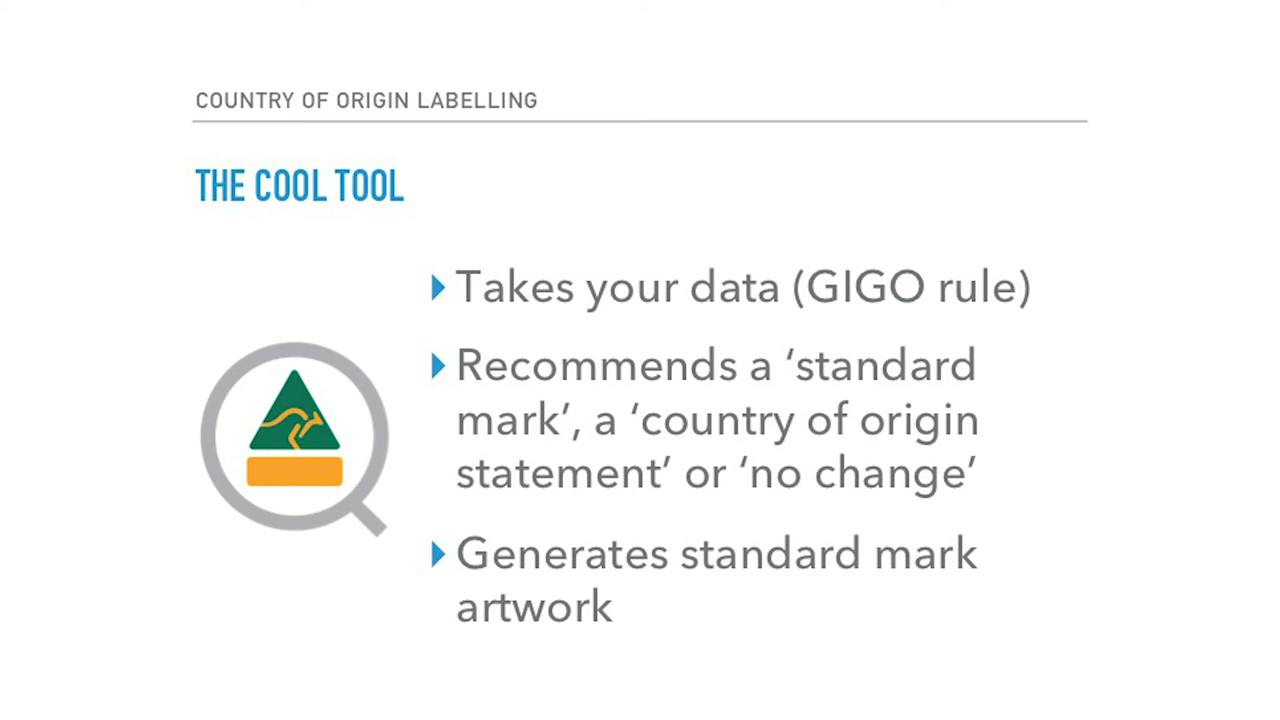 COUNTRY OF ORIGIN LABELLING
THE COOL TOOL
Takes your data (GIGO rule)
Recommends a ‘standard
mark’, a ‘country of origin
statement’ or ‘no change’
Generates standard mark
artwork